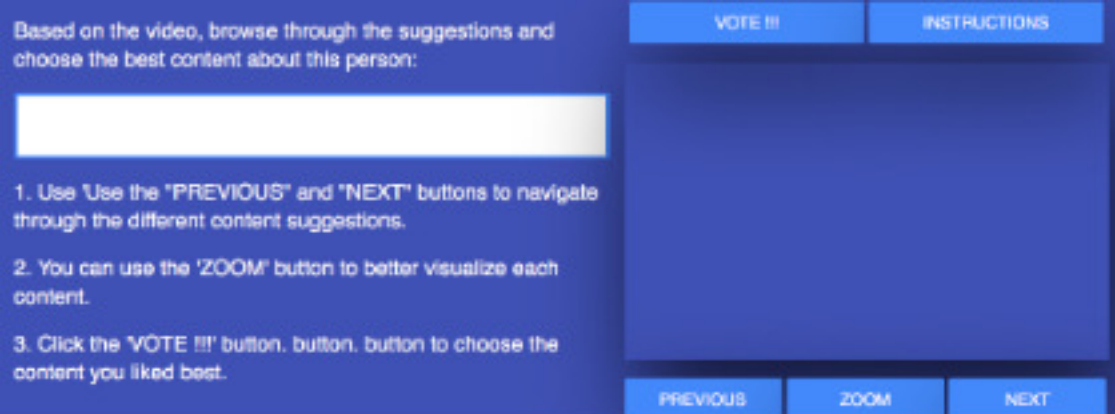 Based on the video, browse through the suggestions and
choose the best content about this person:
1. Use 'Use the "PREVIOUS" and "NEXT" buttons to navigate
through the different content suggestions.
2. You can use the 'ZOOM' button to better visualize each
content.
3. Click the 'VOTE !!!' button. button. button to choose the
content you liked best.
VOTE !!!
INSTRUCTIONS
PREVIOUS
ZOOM
NEXT